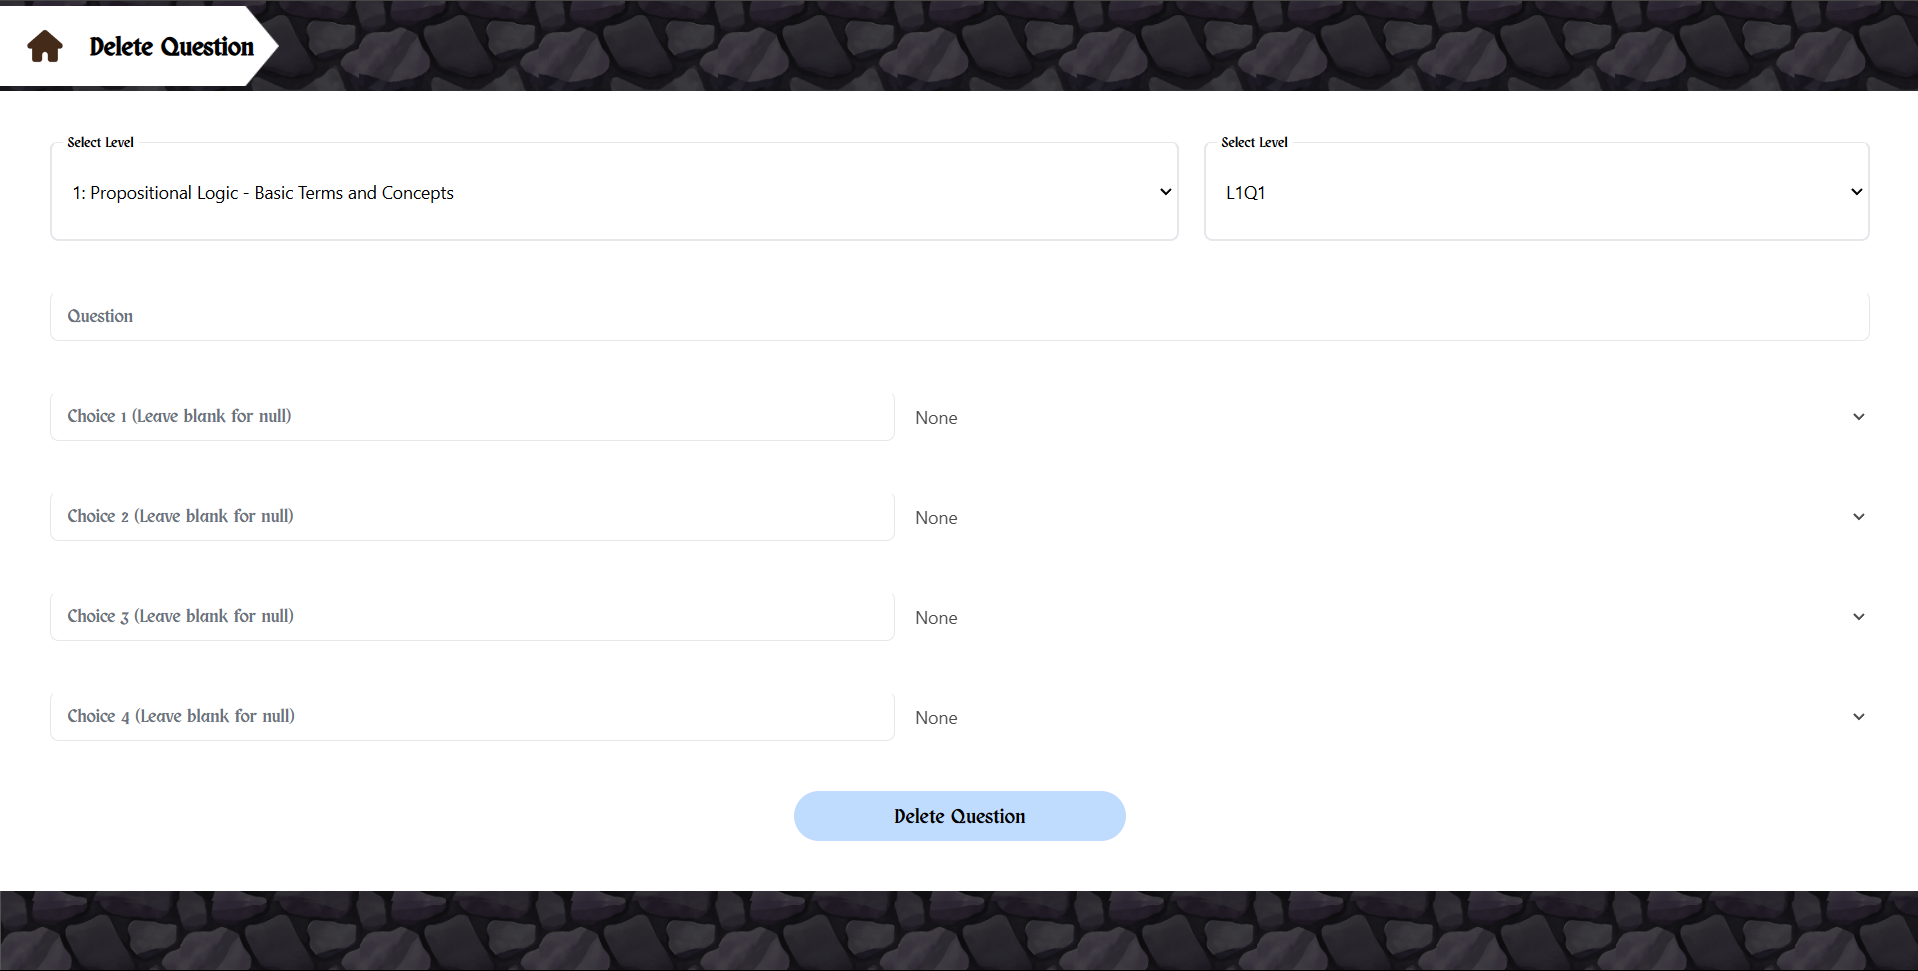 Delete Question
Select Level
Select Level
1: Propositional Logic - Basic Terms and Concepts
L1Q1
Question
Choice 1 (Leave blank for null)
None
Choice 2 (Leave blank for null)
None
Choice 3 (Leave blank for null)
None
Choice 4 (Leave blank for null)
None
Delete Question